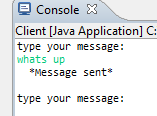 Console
Client [Java Application] C:
type your message:
whats up
*Message sent*
type your message: